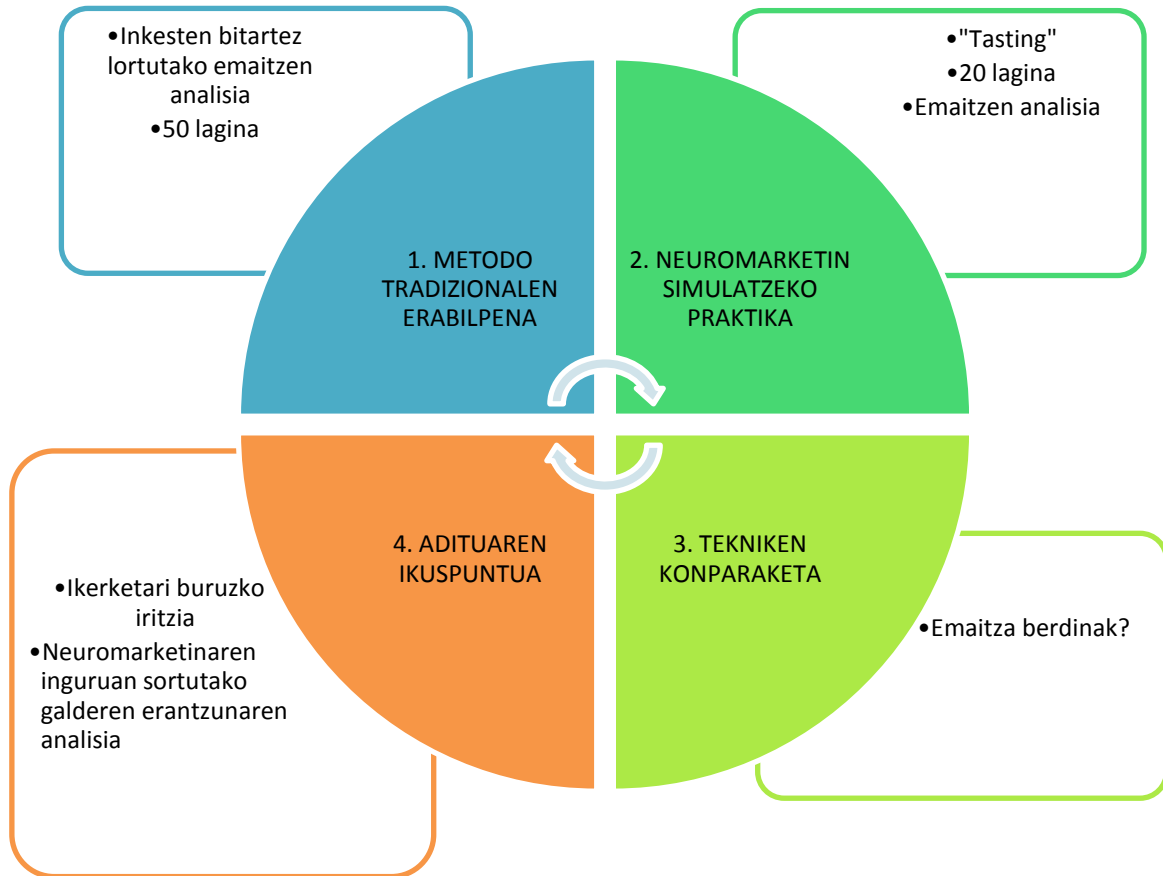 •Inkesten bitartez
lortutako emaitzen
analisia
•50 lagina
•"Tasting"
•20 lagina
•Emaitzen analisia
1. METODO
TRADIZIONALEN
ERABILPENA
2. NEUROMARKETIN
SIMULATZEKO
PRAKTIKA
4. ADITUAREN
IKUSPUNTUA
3. TEKNIKEN
KONPARAKETA
•Ikerketari buruzko
iritzia
•Neuromarketinaren
inguruan sortutako
galderen erantzunaren
analisia
•Emaitza berdinak?